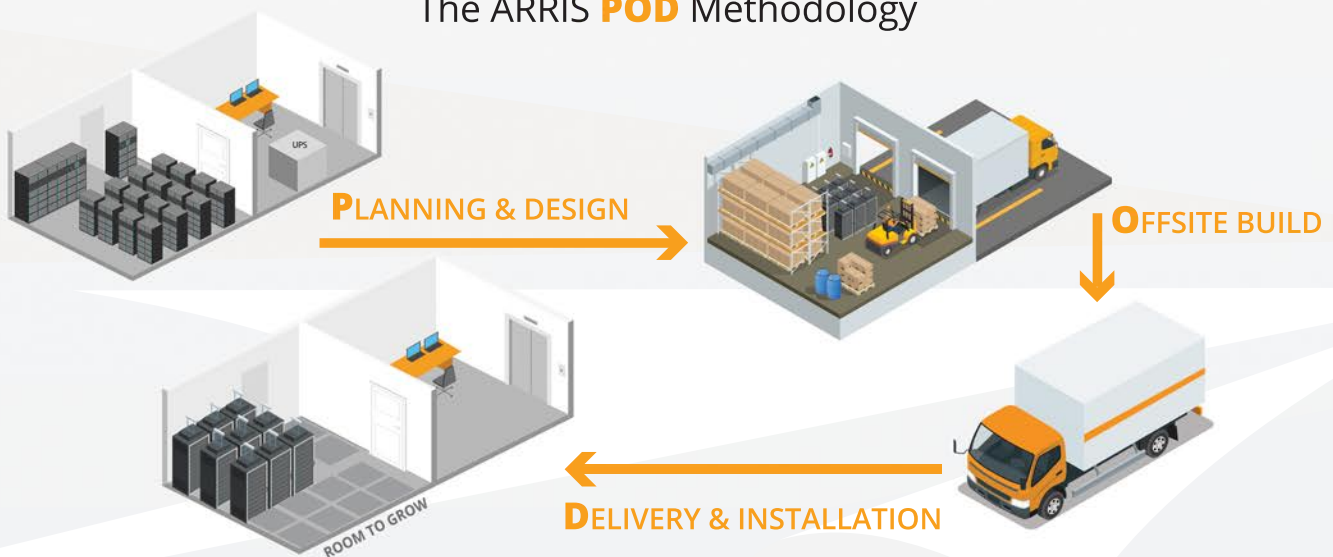 The ARRIS POD Methodology
UPS
PLANNING & DESIGN
OFFSITE BUILD
ROOM TO GROW
DELIVERY & INSTALLATION